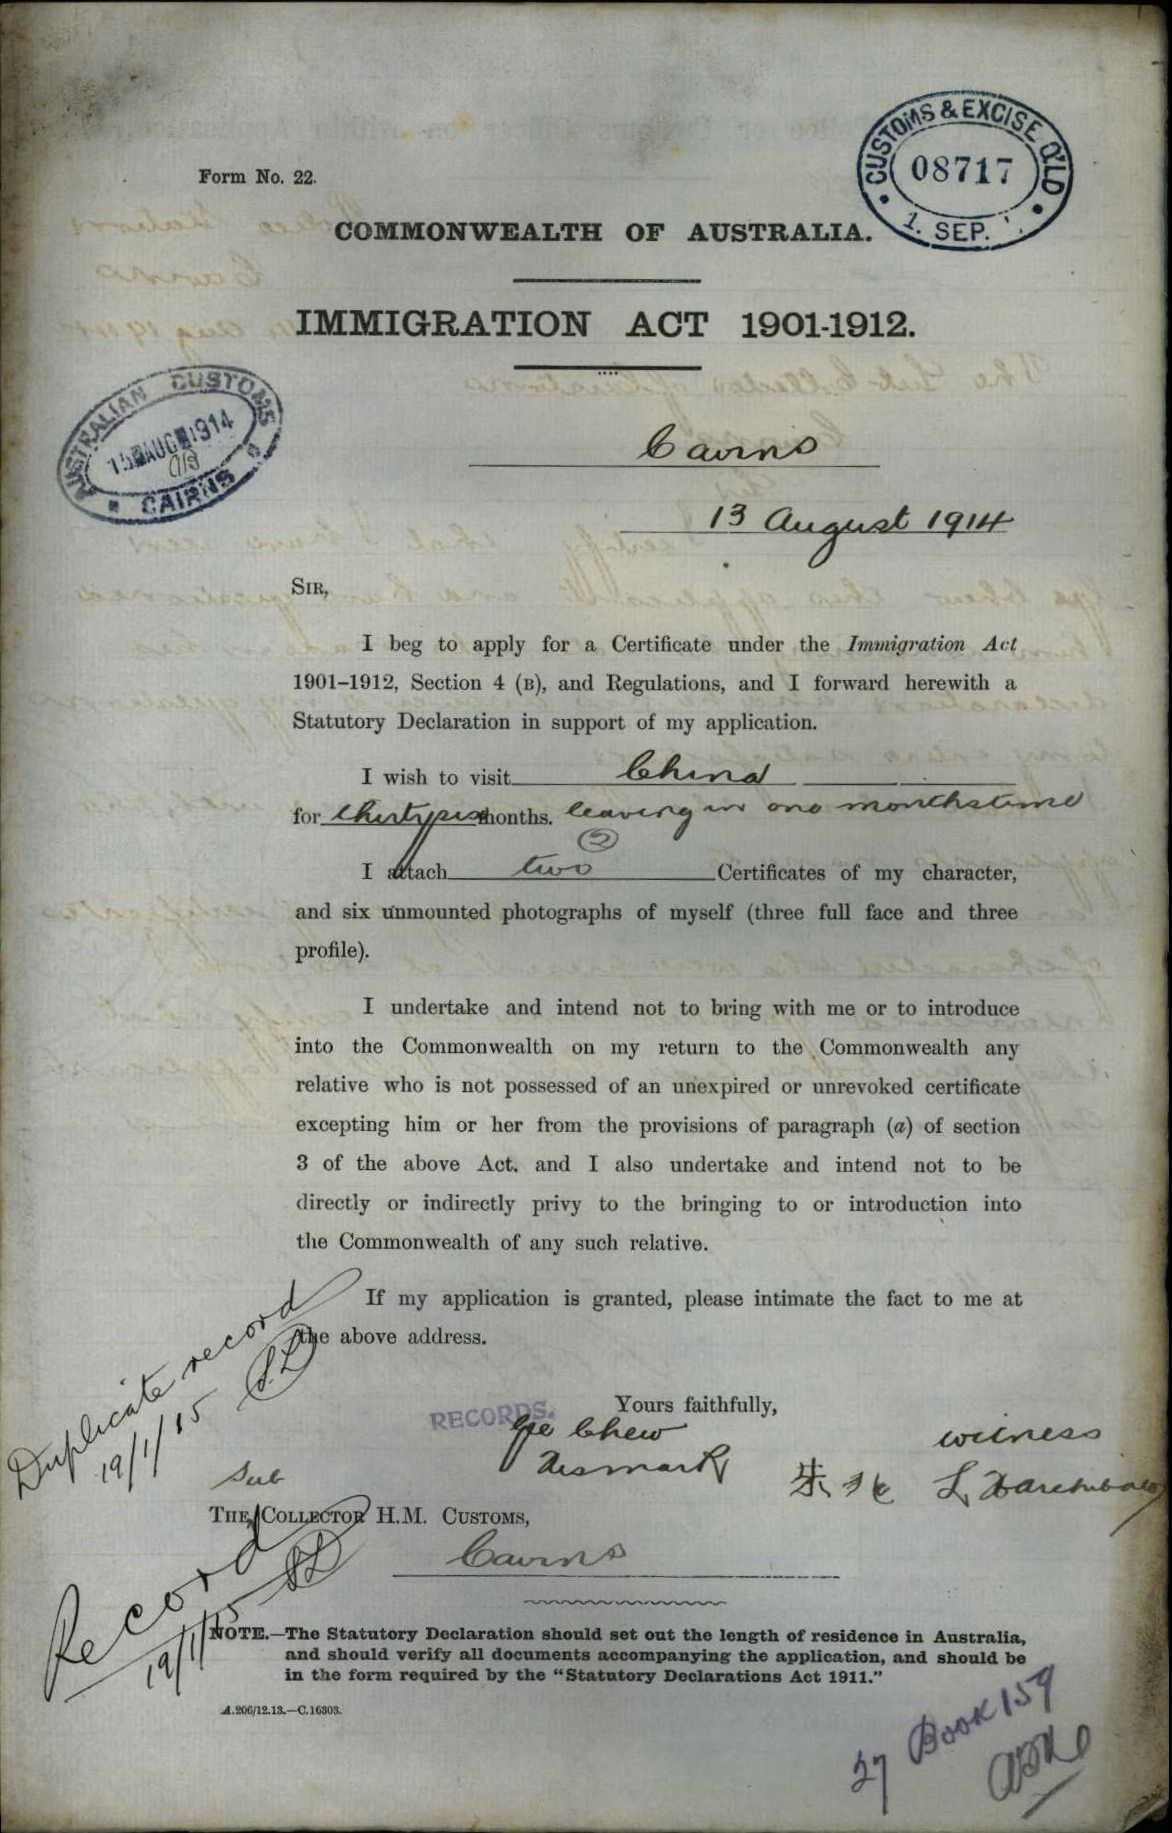 CUSTOMS & EXCISE Q'LD
08717
1. SEP.
Form No. 22.
COMMONWEALTH OF AUSTRALIA.
IMMIGRATION ACT 1901-1912.
AUSTRALIAN CUSTOMS
15 AUG 1914
CAIRNS
Cairns
13 August 1914
SIR,
I beg to apply for a Certificate under the Immigration Act
1901–1912, Section 4 (B), and Regulations, and I forward herewith a
Statutory Declaration in support of my application.
I wish to visit China
for thirtysix months. leaving in one months time
(2)
I attach two Certificates of my character,
and six unmounted photographs of myself (three full face and three
profile).
I undertake and intend not to bring with me or to introduce
into the Commonwealth on my return to the Commonwealth any
relative who is not possessed of an unexpired or unrevoked certificate
excepting him or her from the provisions of paragraph (a) of section
3 of the above Act. and I also undertake and intend not to be
directly or indirectly privy to the bringing to or introduction into
the Commonwealth of any such relative.
If my application is granted, please intimate the fact to me at
the above address.
Duplicate record
19/1/15
Yours faithfully,
RECORDS.
Ye Chew
his mark
witness
朱
L Archibald
Sub
THE COLLECTOR H.M. CUSTOMS,
Cairns
Record
19/1/15
NOTE.—The Statutory Declaration should set out the length of residence in Australia,
and should verify all documents accompanying the application, and should be
in the form required by the "Statutory Declarations Act 1911."
A.206/12.13.—C.16303.
27 Book 159